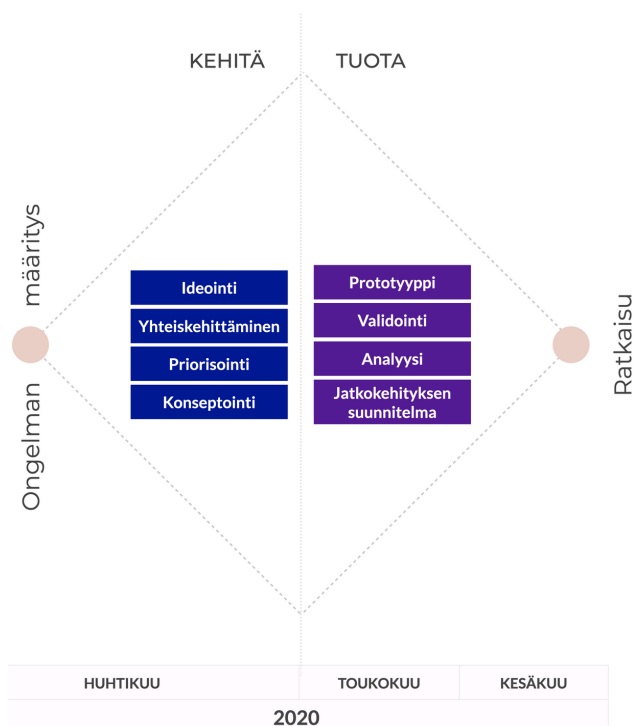 KEHITÄ
TUOTA
Ongelman määritys
Ideointi
Yhteiskehittäminen
Priorisointi
Konseptointi
Prototyyppi
Validointi
Analyysi
Jatkokehityksen
suunnitelma
Ratkaisu
HUHTIKUU
TOUKOKUU
KESÄKUU
2020